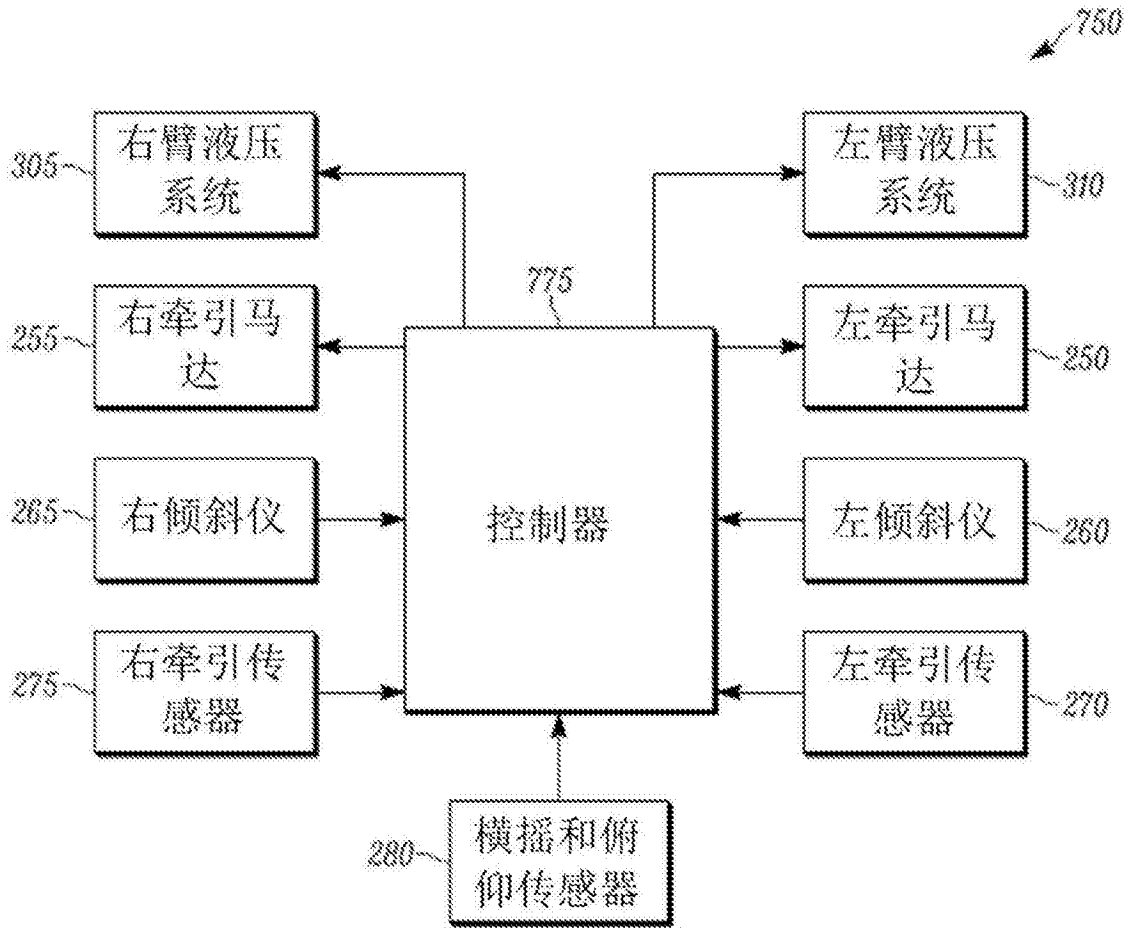 750
305
右臂液压
系统
左臂液压
系统
310
775
255
右牵引马
达
左牵引马
达
250
265
右倾斜仪
控制器
左倾斜仪
260
275
右牵引传
感器
左牵引传
感器
270
280
横摇和俯
仰传感器